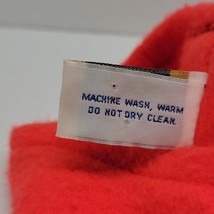 MACHINE WASH, WARM
DO NOT DRY CLEAN.